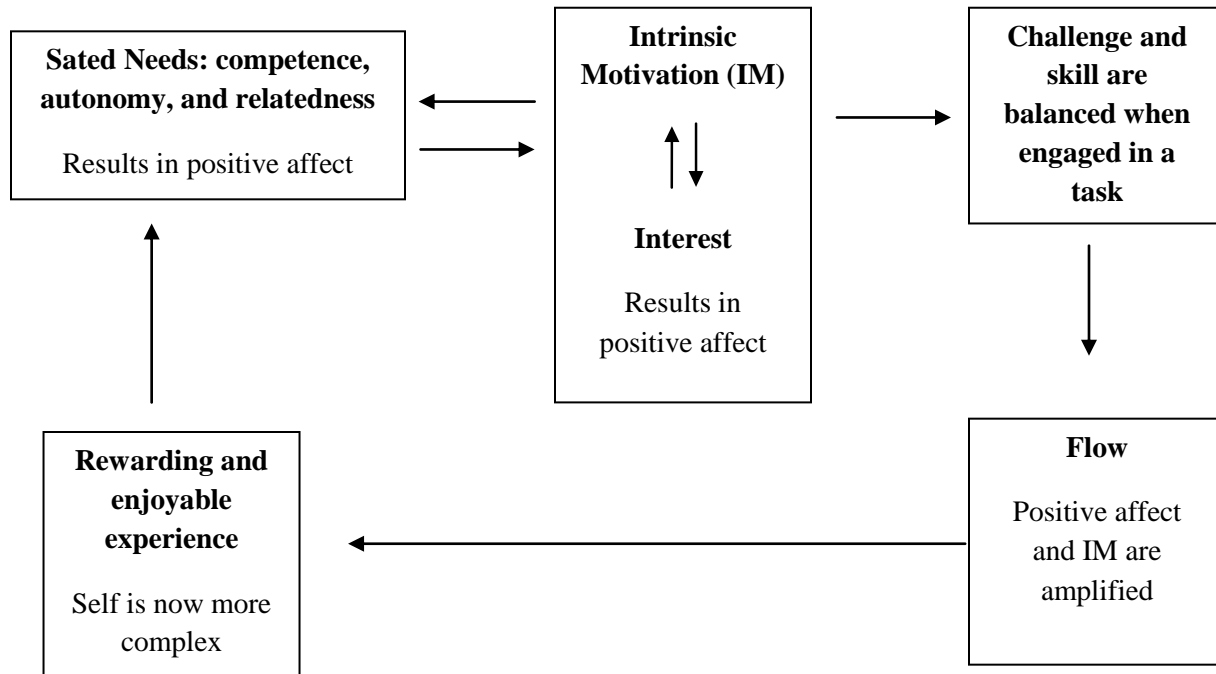 Sated Needs: competence,
autonomy, and relatedness
Results in positive affect
Intrinsic
Motivation (IM)
Interest
Results in
positive affect
Challenge and
skill are
balanced when
engaged in a
task
Flow
Positive affect
and IM are
amplified
Rewarding and
enjoyable
experience
Self is now more
complex